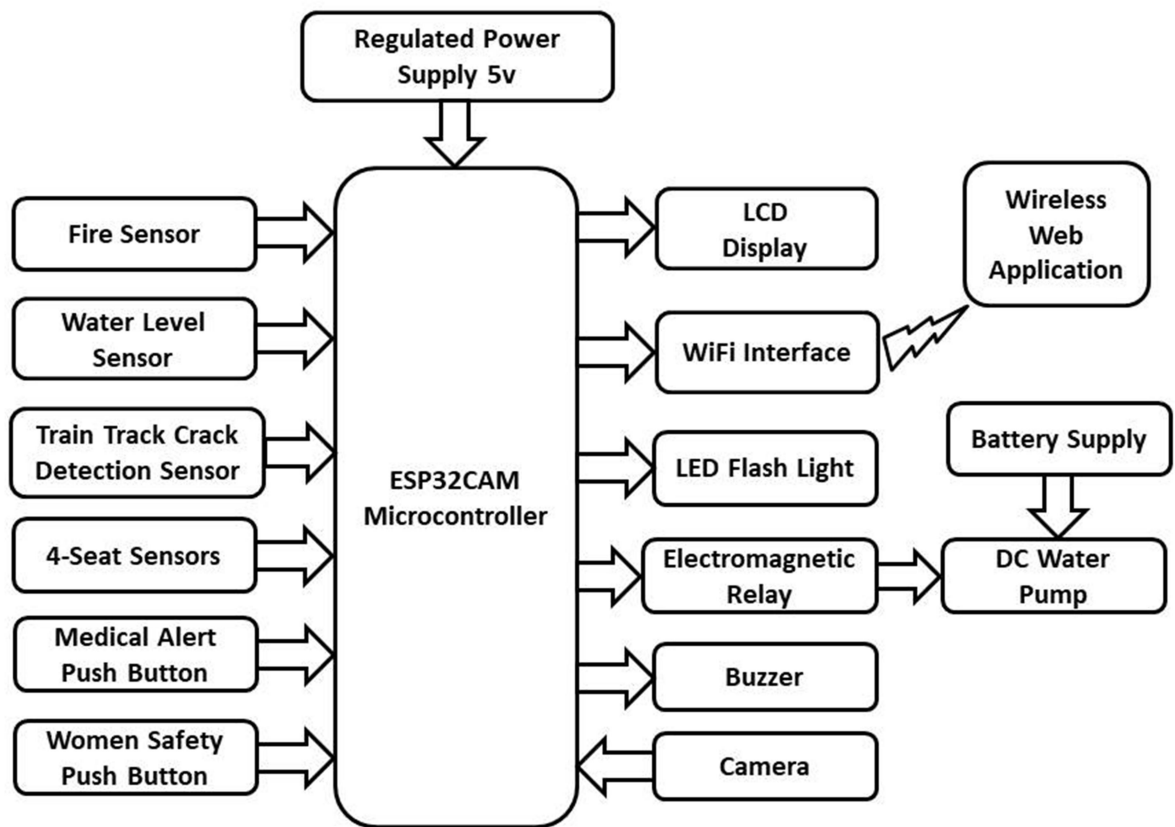 Regulated Power
Supply 5v
Fire Sensor
Water Level
Sensor
Train Track Crack
Detection Sensor
4-Seat Sensors
Medical Alert
Push Button
Women Safety
Push Button
ESP32CAM
Microcontroller
LCD
Display
WiFi Interface
LED Flash Light
Electromagnetic
Relay
Buzzer
Camera
Wireless
Web
Application
Battery Supply
DC Water
Pump